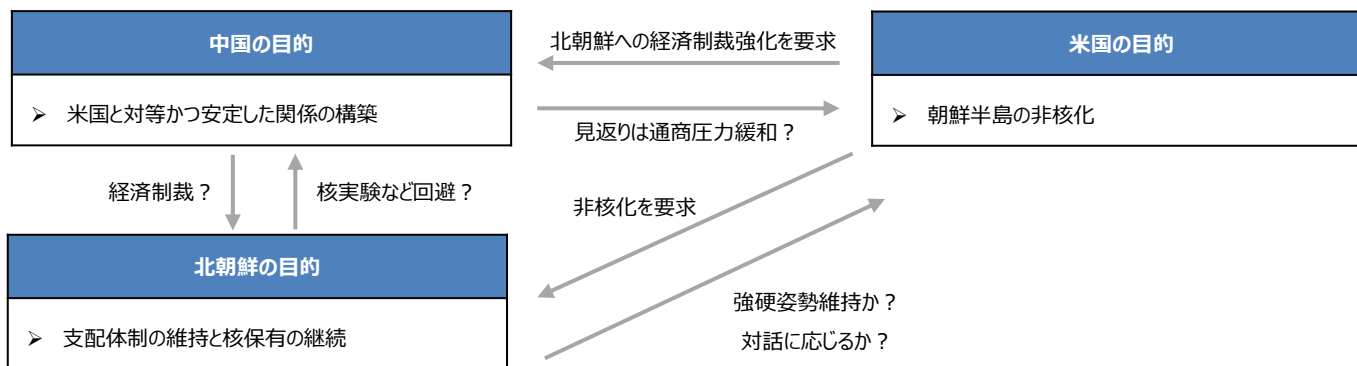 中国の目的
➢ 米国と対等かつ安定した関係の構築
北朝鮮への経済制裁強化を要求
見返りは通商圧力緩和？
米国の目的
➢ 朝鮮半島の非核化
経済制裁？
核実験など回避？
非核化を要求
北朝鮮の目的
➢ 支配体制の維持と核保有の継続
強硬姿勢維持か？
対話に応じるか？